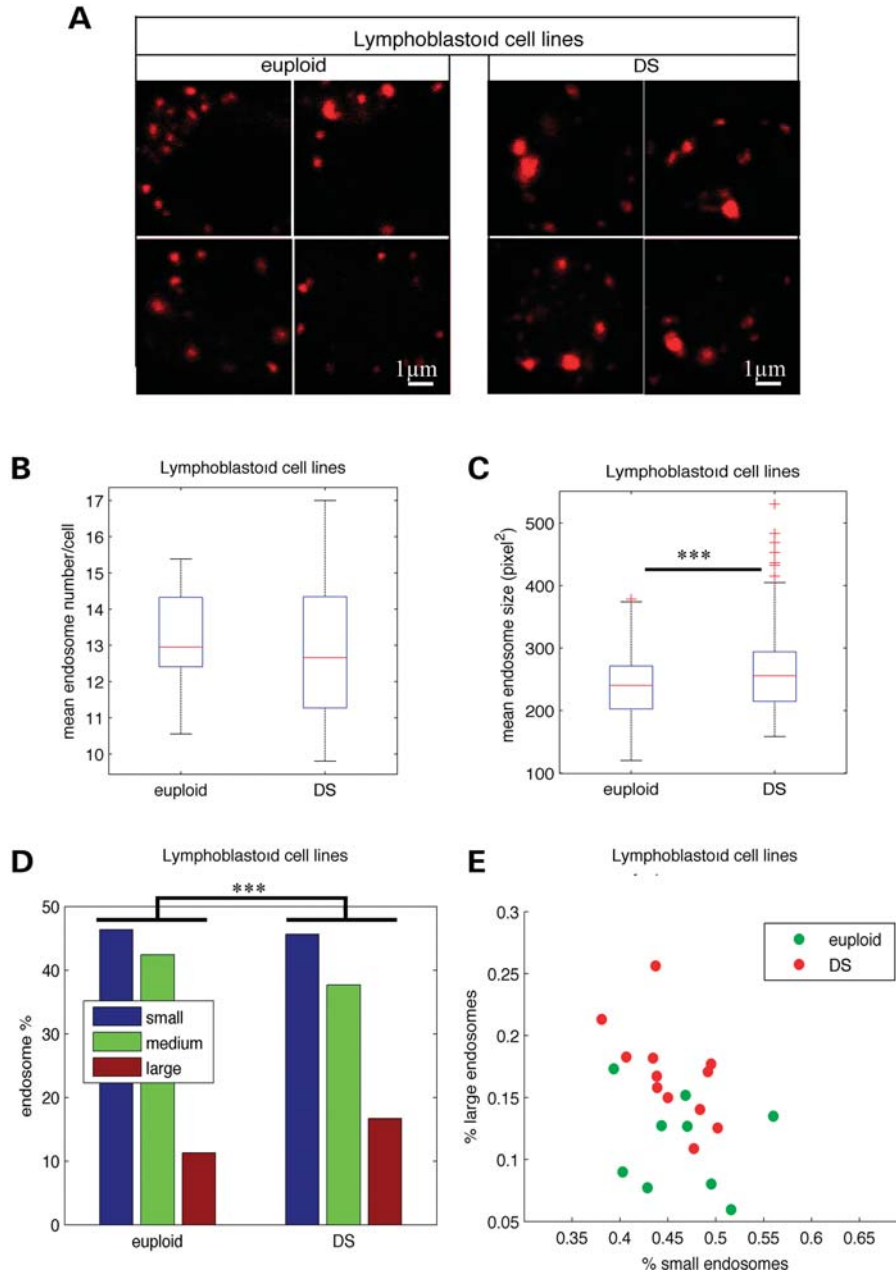 A
Lymphoblastoid cell lines
euploid
DS
1µm
1µm
B
Lymphoblastoid cell lines
mean endosome number/cell
17
16
15
14
13
12
11
10
euploid
DS
C
Lymphoblastoid cell lines
mean endosome size (pixel²)
500
400
300
200
100
***
euploid
DS
D
Lymphoblastoid cell lines
endosome %
50
40
30
20
10
0
***
small
medium
large
euploid
DS
E
Lymphoblastoid cell lines
% large endosomes
0.3
0.25
0.2
0.15
0.1
0.05
euploid
DS
0.35
0.4
0.45
0.5
0.55
0.6
0.65
% small endosomes